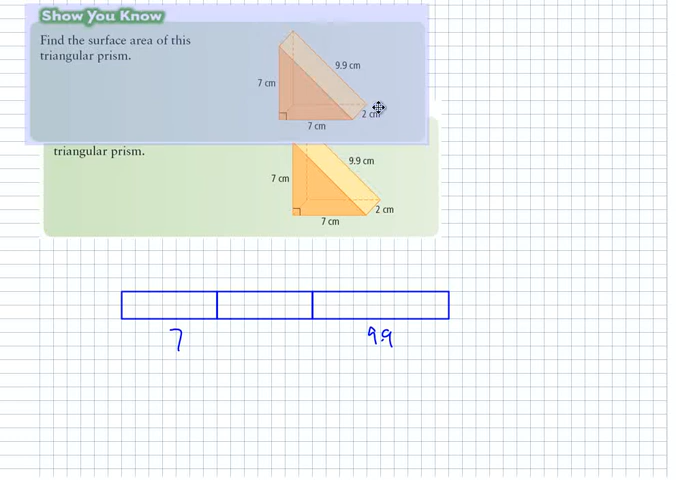 Show You Know
Find the surface area of this
triangular prism.
9.9 cm
7 cm
2 cm
7 cm
triangular prism.
9.9 cm
7 cm
2 cm
7 cm
7
9.9